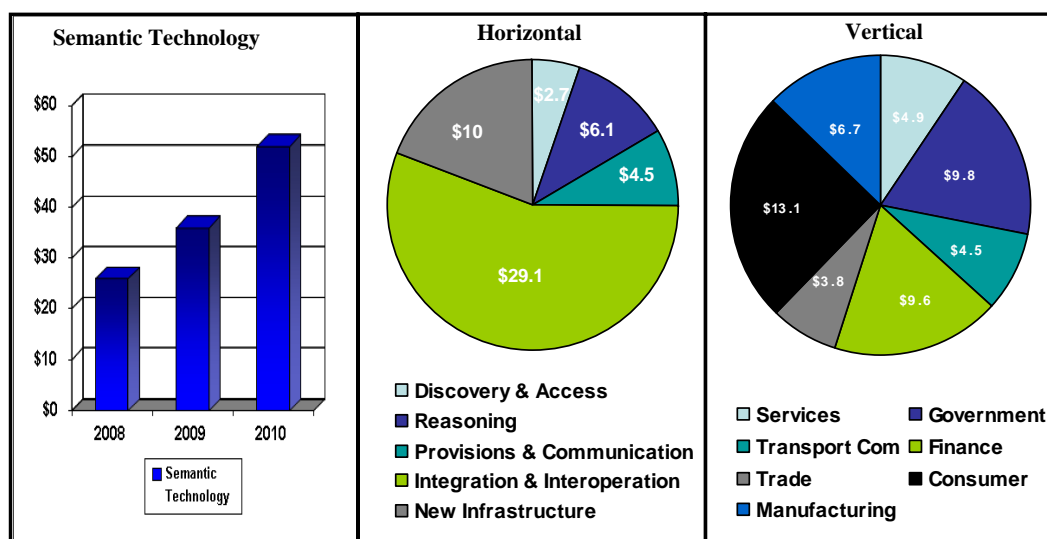 Semantic Technology
$60
$50
$40
$30
$20
$10
$0
2008 2009 2010
Semantic
Technology
Horizontal
$2.7
$6.1
$10
$4.5
$29.1
Discovery & Access
Reasoning
Provisions & Communication
Integration & Interoperation
New Infrastructure
Vertical
$4.9
$6.7
$9.8
$13.1
$4.5
$3.8
$9.6
Services Government
Transport Com Finance
Trade Consumer
Manufacturing